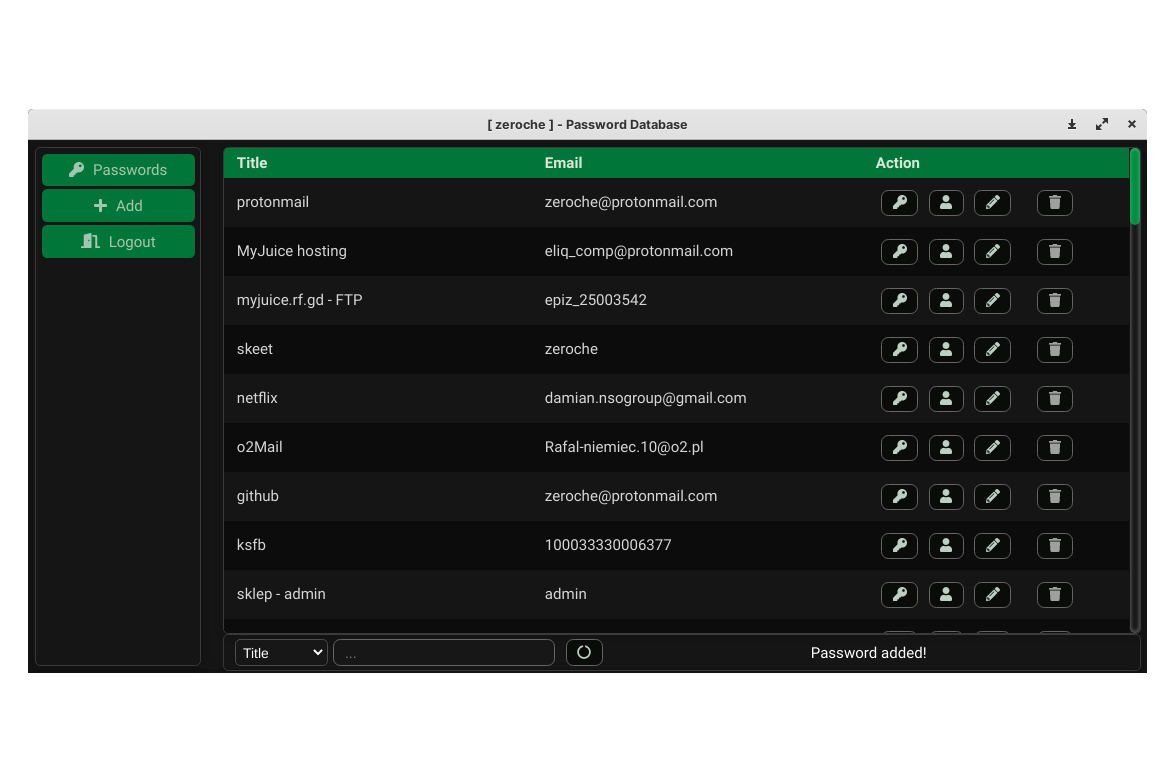 [ zeroche ] - Password Database
Passwords
Add
Logout
Title Email Action
protonmail zeroche@protonmail.com
MyJuice hosting eliq_comp@protonmail.com
myjuice.rf.gd - FTP epiz_25003542
skeet zeroche
netflix damian.nsogroup@gmail.com
o2Mail Rafal-niemiec.10@o2.pl
github zeroche@protonmail.com
ksfb 100033330006377
sklep - admin admin
Title ... Password added!